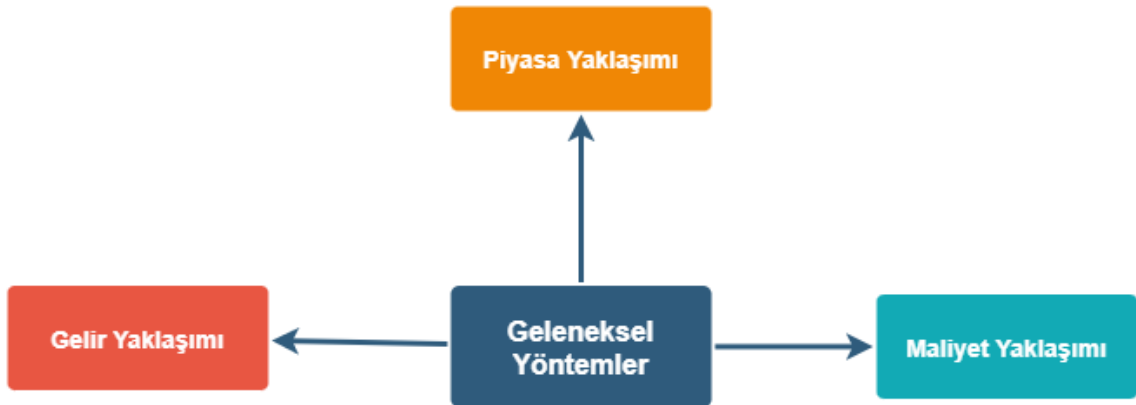 Piyasa Yaklaşımı
Gelir Yaklaşımı
Geleneksel
Yöntemler
Maliyet Yaklaşımı